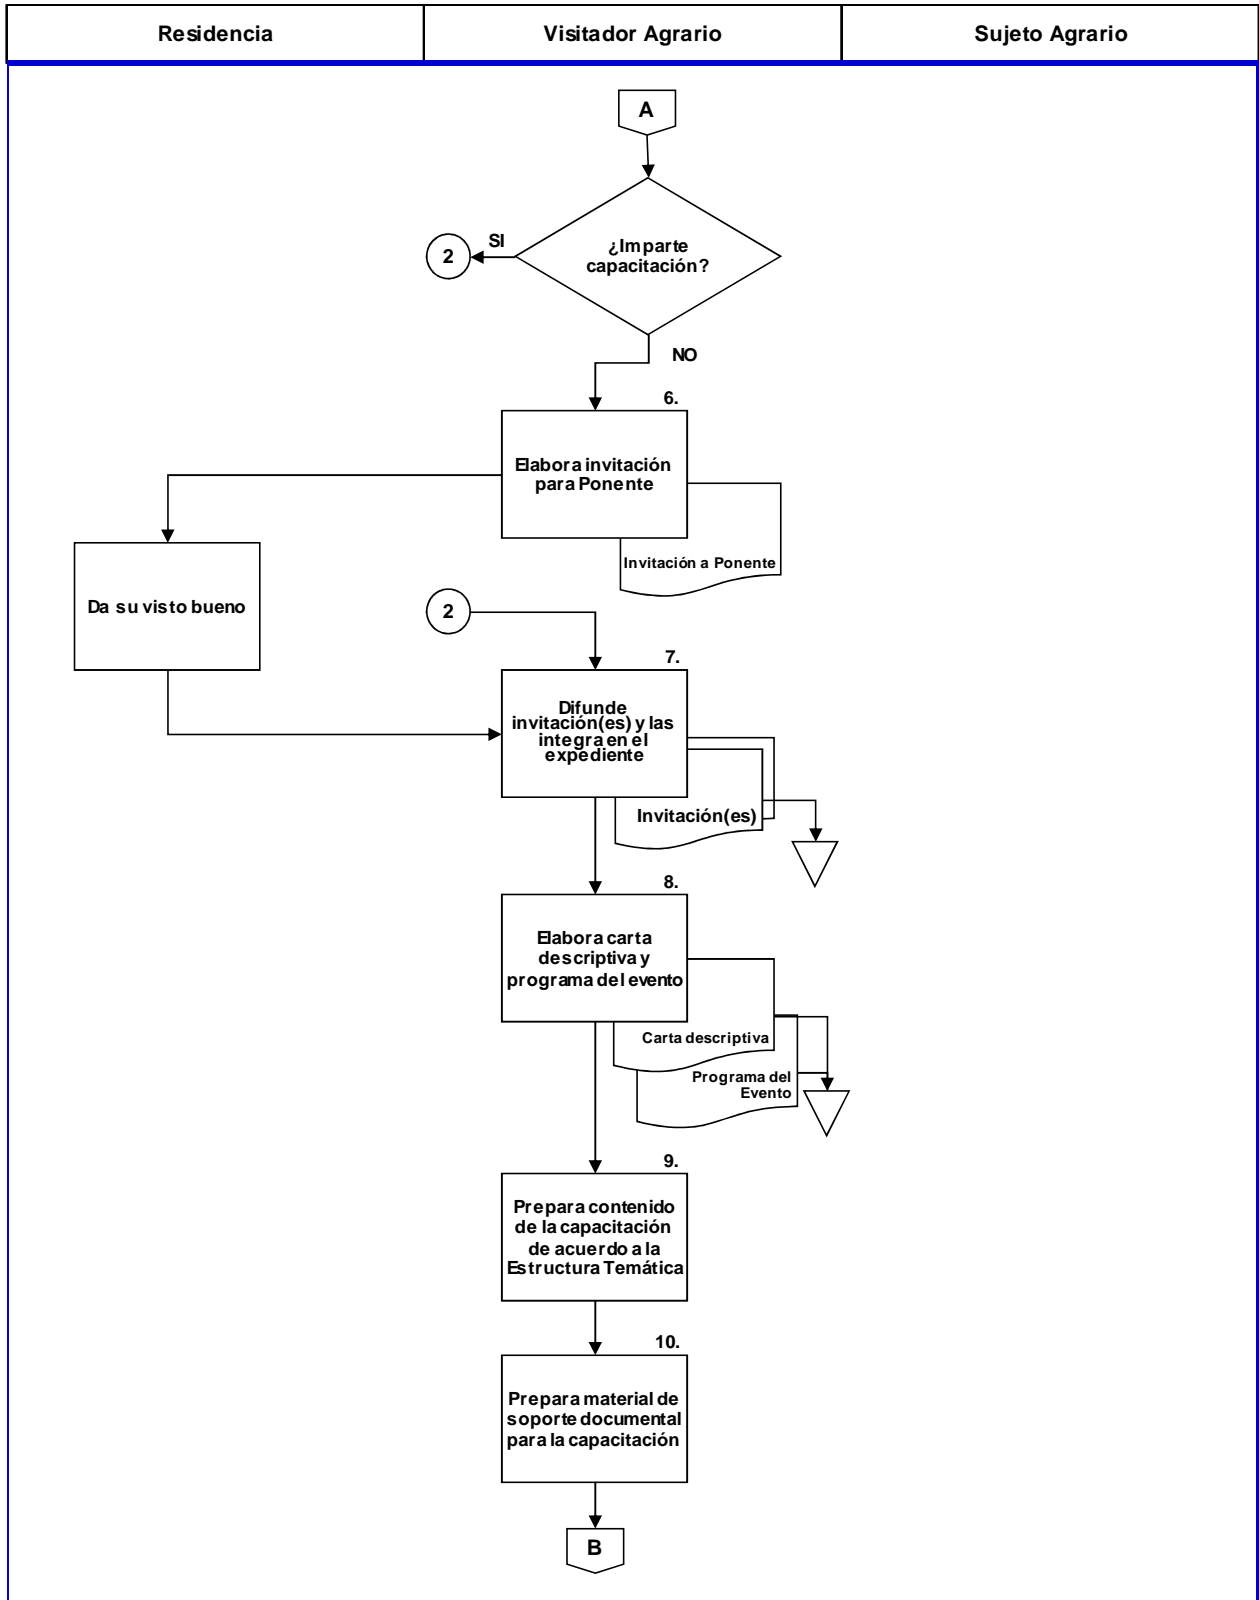 Residencia
Visitador Agrario
Sujeto Agrario
A
¿Imparte
capacitación?
SI
2
NO
6.
Elabora invitación
para Ponente
Invitación a Ponente
Da su visto bueno
2
7.
Difunde
invitación(es) y las
integra en el
expediente
Invitación(es)
8.
Elabora carta
descriptiva y
programa del evento
Carta descriptiva
Programa del
Evento
9.
Prepara contenido
de la capacitación
de acuerdo a la
Estructura Temática
10.
Prepara material de
soporte documental
para la capacitación
B